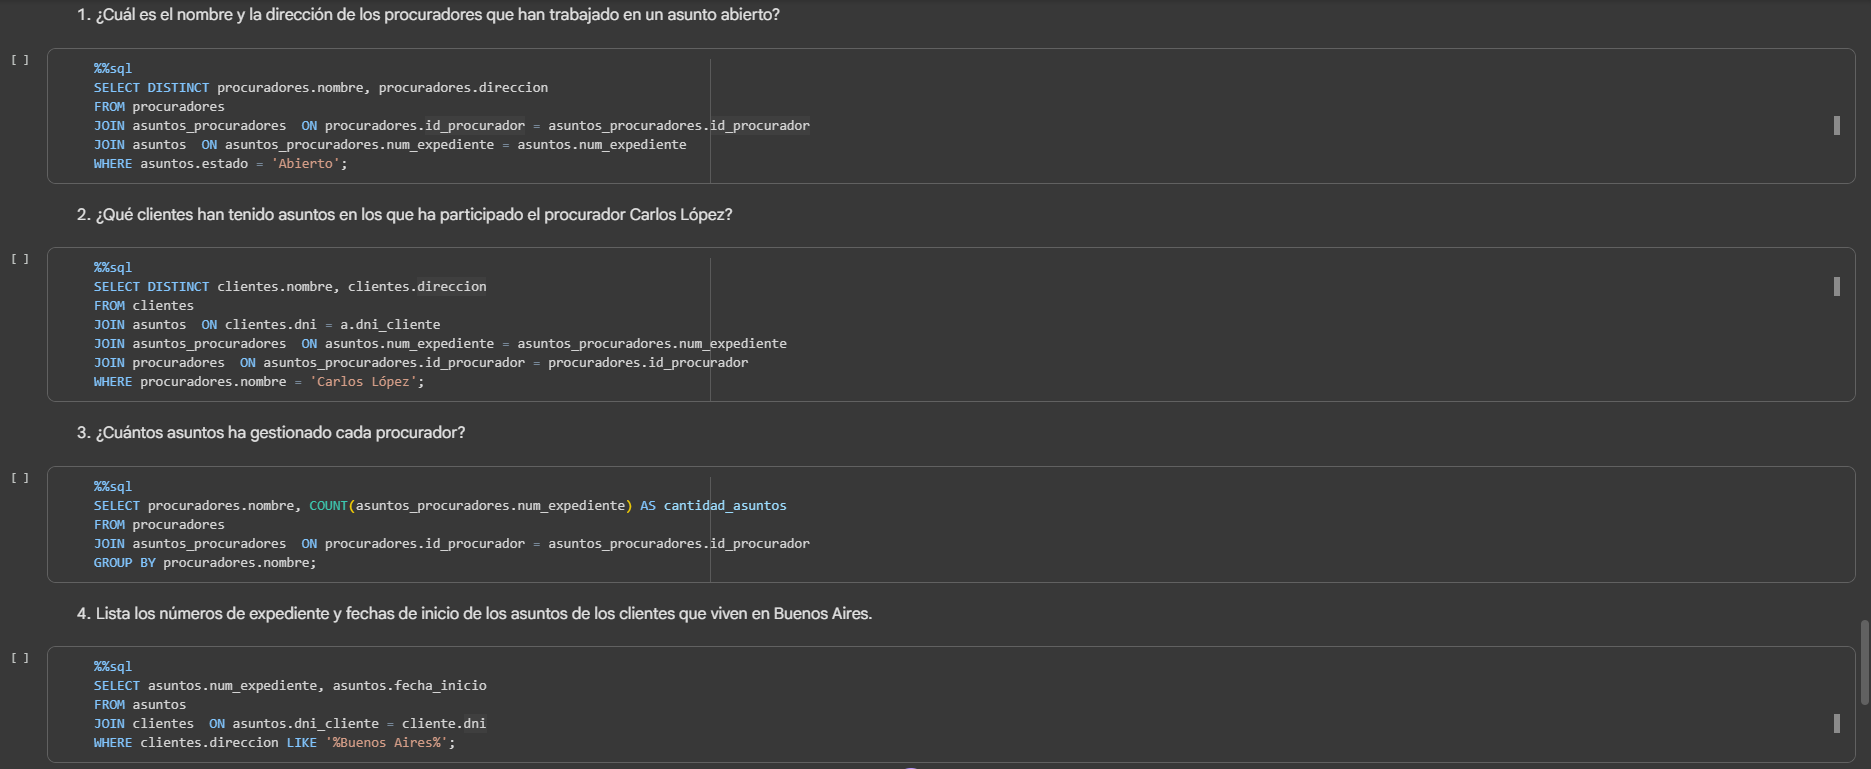 1. ¿Cuál es el nombre y la dirección de los procuradores que han trabajado en un asunto abierto?
[ ]
%%sql
SELECT DISTINCT procuradores.nombre, procuradores.direccion
FROM procuradores
JOIN asuntos_procuradores  ON procuradores.id_procurador = asuntos_procuradores.id_procurador
JOIN asuntos  ON asuntos_procuradores.num_expediente = asuntos.num_expediente
WHERE asuntos.estado = 'Abierto';
2. ¿Qué clientes han tenido asuntos en los que ha participado el procurador Carlos López?
[ ]
%%sql
SELECT DISTINCT clientes.nombre, clientes.direccion
FROM clientes
JOIN asuntos  ON clientes.dni = a.dni_cliente
JOIN asuntos_procuradores  ON asuntos.num_expediente = asuntos_procuradores.num_expediente
JOIN procuradores  ON asuntos_procuradores.id_procurador = procuradores.id_procurador
WHERE procuradores.nombre = 'Carlos López';
3. ¿Cuántos asuntos ha gestionado cada procurador?
[ ]
%%sql
SELECT procuradores.nombre, COUNT(asuntos_procuradores.num_expediente) AS cantidad_asuntos
FROM procuradores
JOIN asuntos_procuradores  ON procuradores.id_procurador = asuntos_procuradores.id_procurador
GROUP BY procuradores.nombre;
4. Lista los números de expediente y fechas de inicio de los asuntos de los clientes que viven en Buenos Aires.
[ ]
%%sql
SELECT asuntos.num_expediente, asuntos.fecha_inicio
FROM asuntos
JOIN clientes  ON asuntos.dni_cliente = cliente.dni
WHERE clientes.direccion LIKE '%Buenos Aires%';